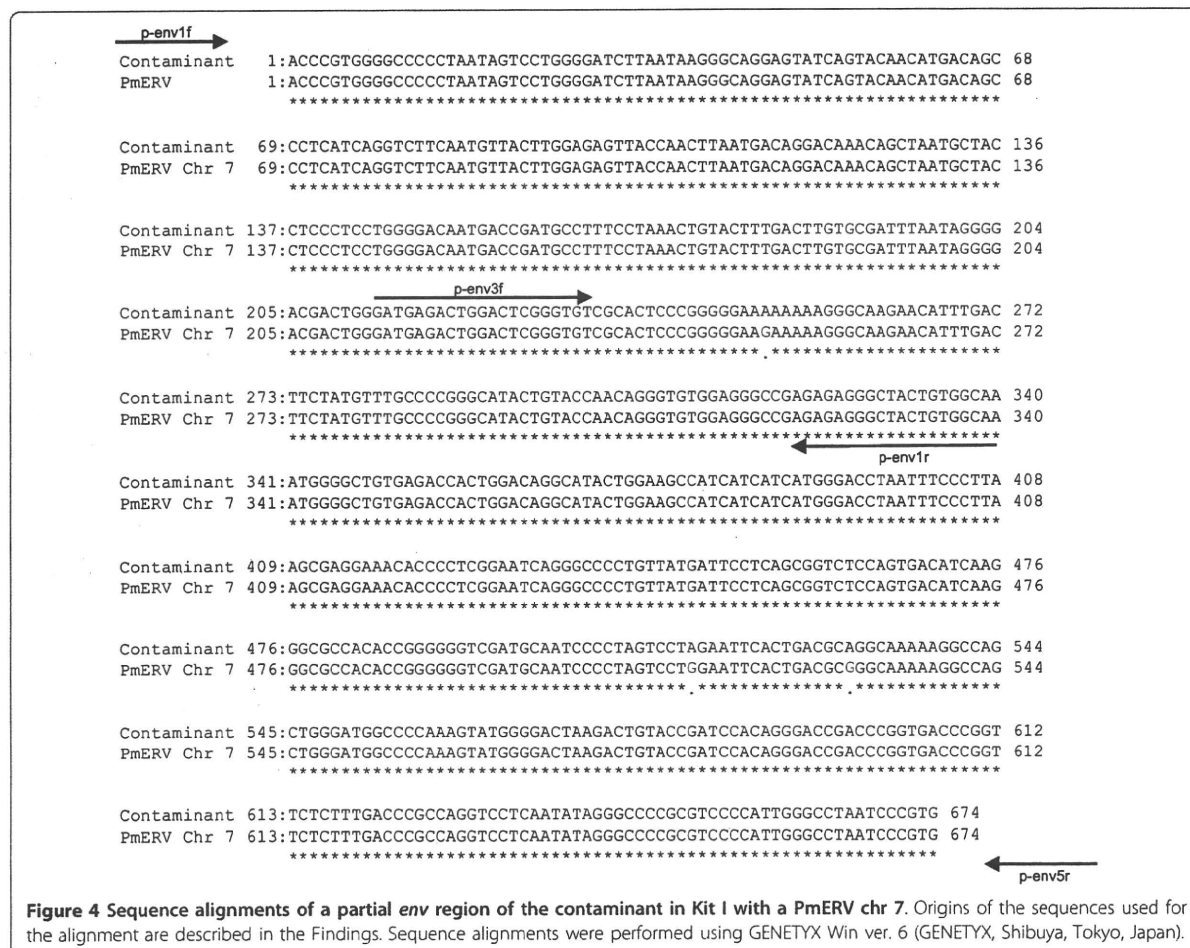 p-env1f
Contaminant 1:ACCCGTGGGGCCCCCTAATAGTCCTGGGGATCTTAATAAGGGCAGGAGTATCAGTACAACATGACAGC 68
PmERV 1:ACCCGTGGGGCCCCCTAATAGTCCTGGGGATCTTAATAAGGGCAGGAGTATCAGTACAACATGACAGC 68
********************************************************************
Contaminant 69:CCTCATCAGGTCTTCAATGTTACTTGGAGAGTTACCAACTTAATGACAGGACAAACAGCTAATGCTAC 136
PmERV Chr 7 69:CCTCATCAGGTCTTCAATGTTACTTGGAGAGTTACCAACTTAATGACAGGACAAACAGCTAATGCTAC 136
********************************************************************
Contaminant 137:CTCCCTCCTGGGGACAATGACCGATGCCTTTCCTAAACTGTACTTTGACTTGTGCGATTTAATAGGGG 204
PmERV Chr 7 137:CTCCCTCCTGGGGACAATGACCGATGCCTTTCCTAAACTGTACTTTGACTTGTGCGATTTAATAGGGG 204
********************************************************************
p-env3f
Contaminant 205:ACGACTGGGATGAGACTGGACTCGGGTGTCGCACTCCCGGGGGAAAAAAAAGGGCAAGAACATTTGAC 272
PmERV Chr 7 205:ACGACTGGGATGAGACTGGACTCGGGTGTCGCACTCCCGGGGGAAGAAAAAGGGCAAGAACATTTGAC 272
*********************************************.**********************
Contaminant 273:TTCTATGTTTGCCCCGGGCATACTGTACCAACAGGGTGTGGAGGGCCGAGAGAGGGCTACTGTGGCAA 340
PmERV Chr 7 273:TTCTATGTTTGCCCCGGGCATACTGTACCAACAGGGTGTGGAGGGCCGAGAGAGGGCTACTGTGGCAA 340
********************************************************************
p-env1r
Contaminant 341:ATGGGGCTGTGAGACCACTGGACAGGCATACTGGAAGCCATCATCATCATGGGACCTAATTTCCCTTA 408
PmERV Chr 7 341:ATGGGGCTGTGAGACCACTGGACAGGCATACTGGAAGCCATCATCATCATGGGACCTAATTTCCCTTA 408
********************************************************************
Contaminant 409:AGCGAGGAAACACCCCTCGGAATCAGGGCCCCTGTTATGATTCCTCAGCGGTCTCCAGTGACATCAAG 476
PmERV Chr 7 409:AGCGAGGAAACACCCCTCGGAATCAGGGCCCCTGTTATGATTCCTCAGCGGTCTCCAGTGACATCAAG 476
********************************************************************
Contaminant 476:GGCGCCACACCGGGGGGTCGATGCAATCCCCTAGTCCTAGAATTCACTGACGCAGGCAAAAAGGCCAG 544
PmERV Chr 7 476:GGCGCCACACCGGGGGGTCGATGCAATCCCCTAGTCCTGGAATTCACTGACGCGGGCAAAAAGGCCAG 544
**************************************.**************.**************
Contaminant 545:CTGGGATGGCCCCAAAGTATGGGGACTAAGACTGTACCGATCCACAGGGACCGACCCGGTGACCCGGT 612
PmERV Chr 7 545:CTGGGATGGCCCCAAAGTATGGGGACTAAGACTGTACCGATCCACAGGGACCGACCCGGTGACCCGGT 612
********************************************************************
Contaminant 613:TCTCTTTGACCCGCCAGGTCCTCAATATAGGGCCCCGCGTCCCCATTGGGCCTAATCCCGTG 674
PmERV Chr 7 613:TCTCTTTGACCCGCCAGGTCCTCAATATAGGGCCCCGCGTCCCCATTGGGCCTAATCCCGTG 674
**************************************************************
p-env5r
Figure 4 Sequence alignments of a partial env region of the contaminant in Kit I with a PmERV chr 7. Origins of the sequences used for
the alignment are described in the Findings. Sequence alignments were performed using GENETYX Win ver. 6 (GENETYX, Shibuya, Tokyo, Japan).